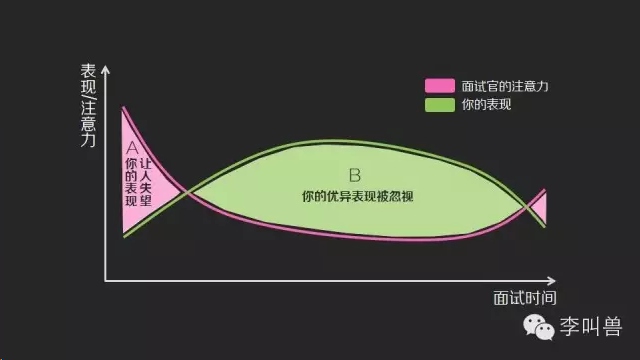 表现/注意力
面试官的注意力
你的表现
A
让人失望
你的表现
B
你的优异表现被忽视
面试时间
李叫兽